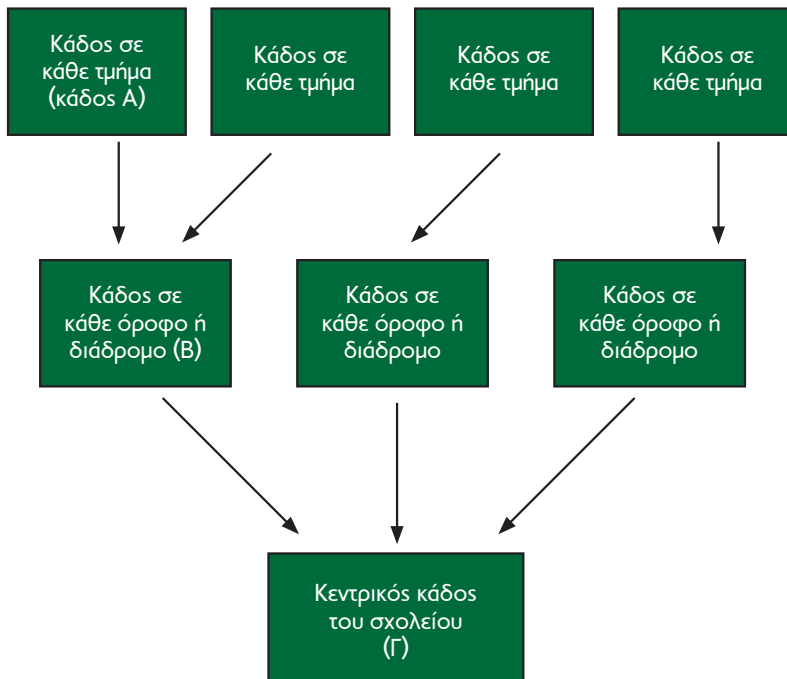 Κάδος σε
κάθε τμήμα
(κάδος Α)
Κάδος σε
κάθε τμήμα
Κάδος σε
κάθε τμήμα
Κάδος σε
κάθε τμήμα
Κάδος σε
κάθε όροφο ή
διάδρομο (Β)
Κάδος σε
κάθε όροφο ή
διάδρομο
Κάδος σε
κάθε όροφο ή
διάδρομο
Κεντρικός κάδος
του σχολείου
(Γ)